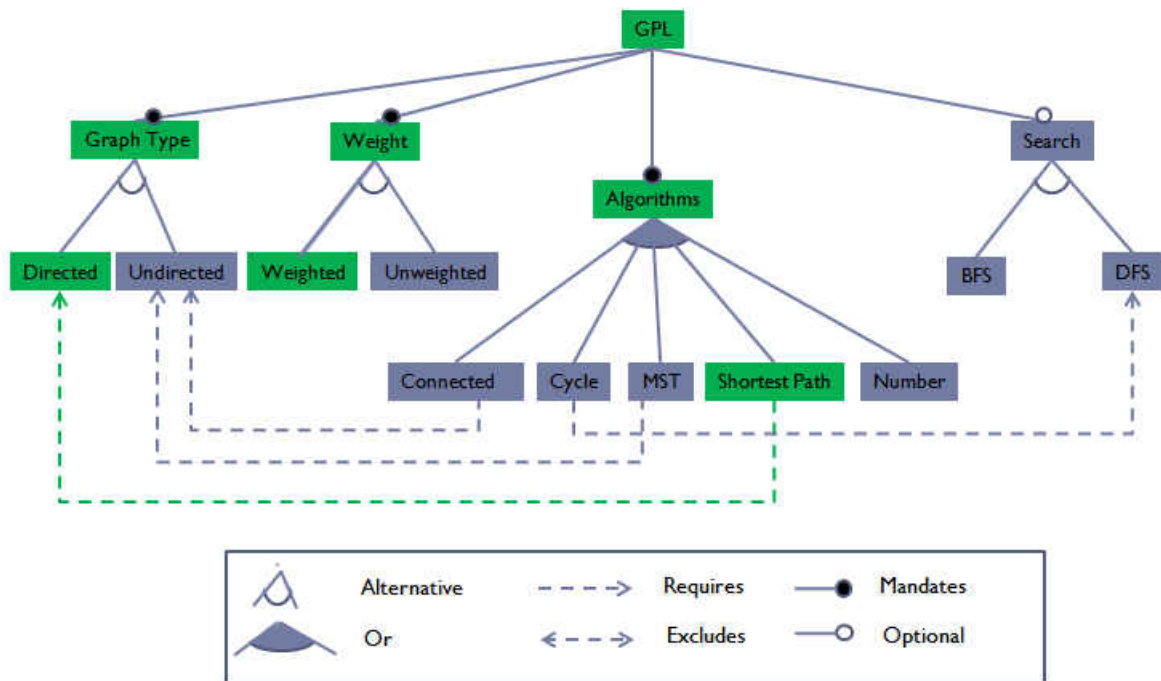 GPL
Graph Type
Weight
Search
Algorithms
Directed
Undirected
Weighted
Unweighted
BFS
DFS
Connected
Cycle
MST
Shortest Path
Number
Alternative
Requires
Mandates
Or
Excludes
Optional